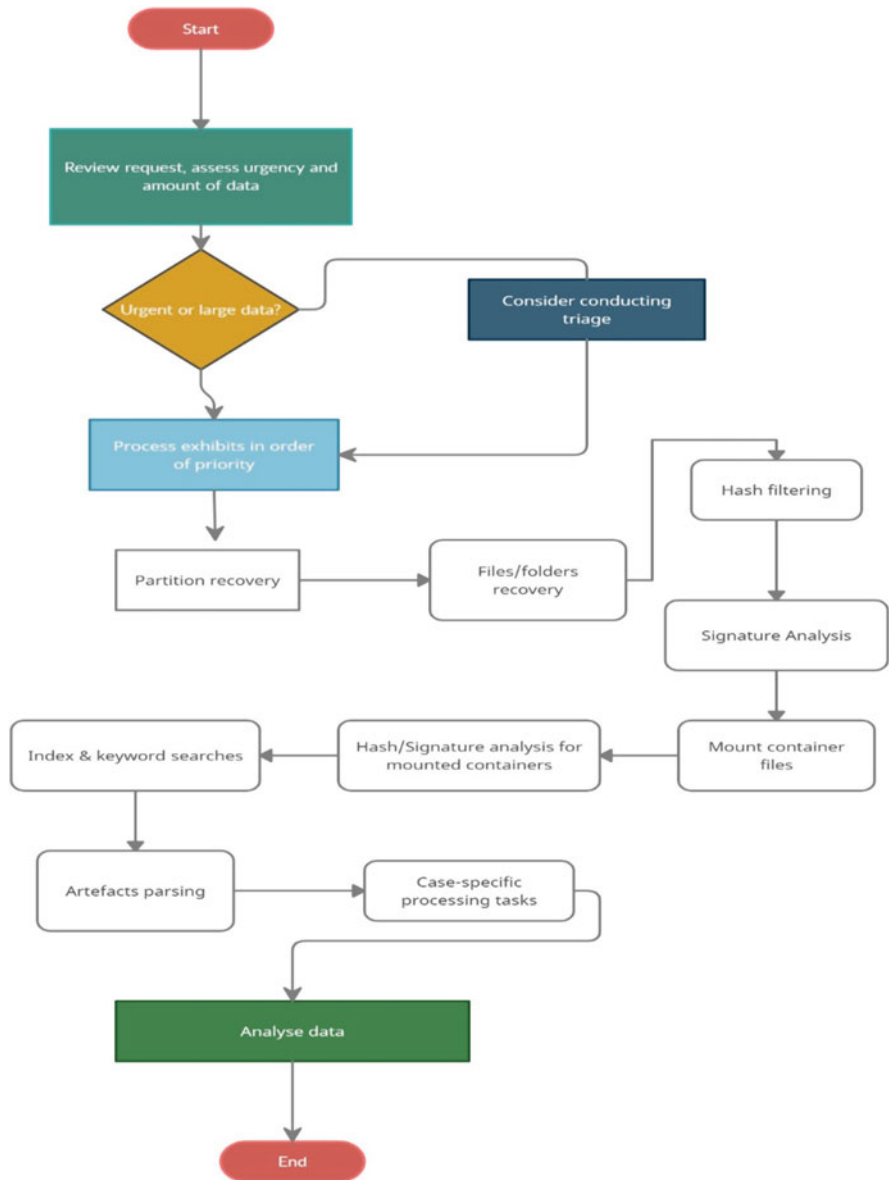 Start
Review request, assess urgency and
amount of data
Urgent or large data?
Consider conducting
triage
Process exhibits in order
of priority
Partition recovery
Files/folders
recovery
Hash filtering
Signature Analysis
Mount container
files
Hash/Signature analysis for
mounted containers
Index & keyword searches
Artefacts parsing
Case-specific
processing tasks
Analyse data
End